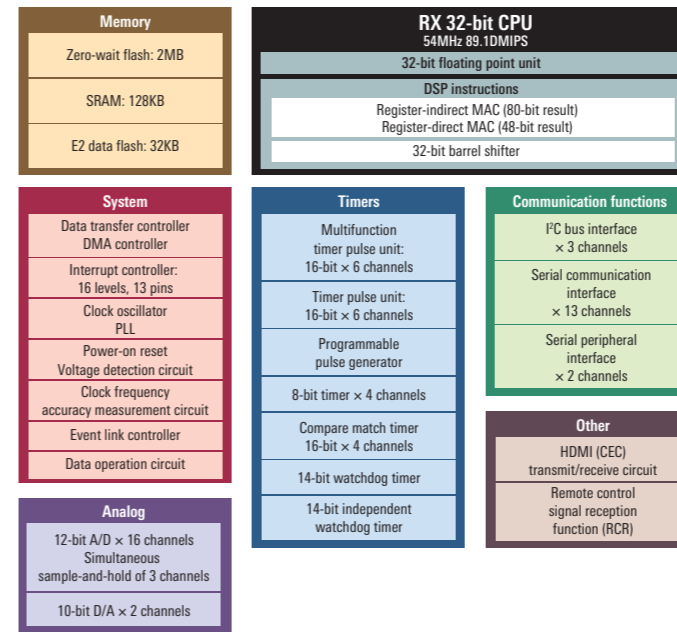 Memory
Zero-wait flash: 2MB
SRAM: 128KB
E2 data flash: 32KB
RX 32-bit CPU
54MHz 89.1DMIPS
32-bit floating point unit
DSP instructions
Register-indirect MAC (80-bit result)
Register-direct MAC (48-bit result)
32-bit barrel shifter
System
Data transfer controller
DMA controller
Interrupt controller:
16 levels, 13 pins
Clock oscillator
PLL
Power-on reset
Voltage detection circuit
Clock frequency
accuracy measurement circuit
Event link controller
Data operation circuit
Analog
12-bit A/D × 16 channels
Simultaneous
sample-and-hold of 3 channels
10-bit D/A × 2 channels
Timers
Multifunction
timer pulse unit:
16-bit × 6 channels
Timer pulse unit:
16-bit × 6 channels
Programmable
pulse generator
8-bit timer × 4 channels
Compare match timer
16-bit × 4 channels
14-bit watchdog timer
14-bit independent
watchdog timer
Communication functions
I²C bus interface
× 3 channels
Serial communication
interface
× 13 channels
Serial peripheral
interface
× 2 channels
Other
HDMI (CEC)
transmit/receive circuit
Remote control
signal reception
function (RCR)